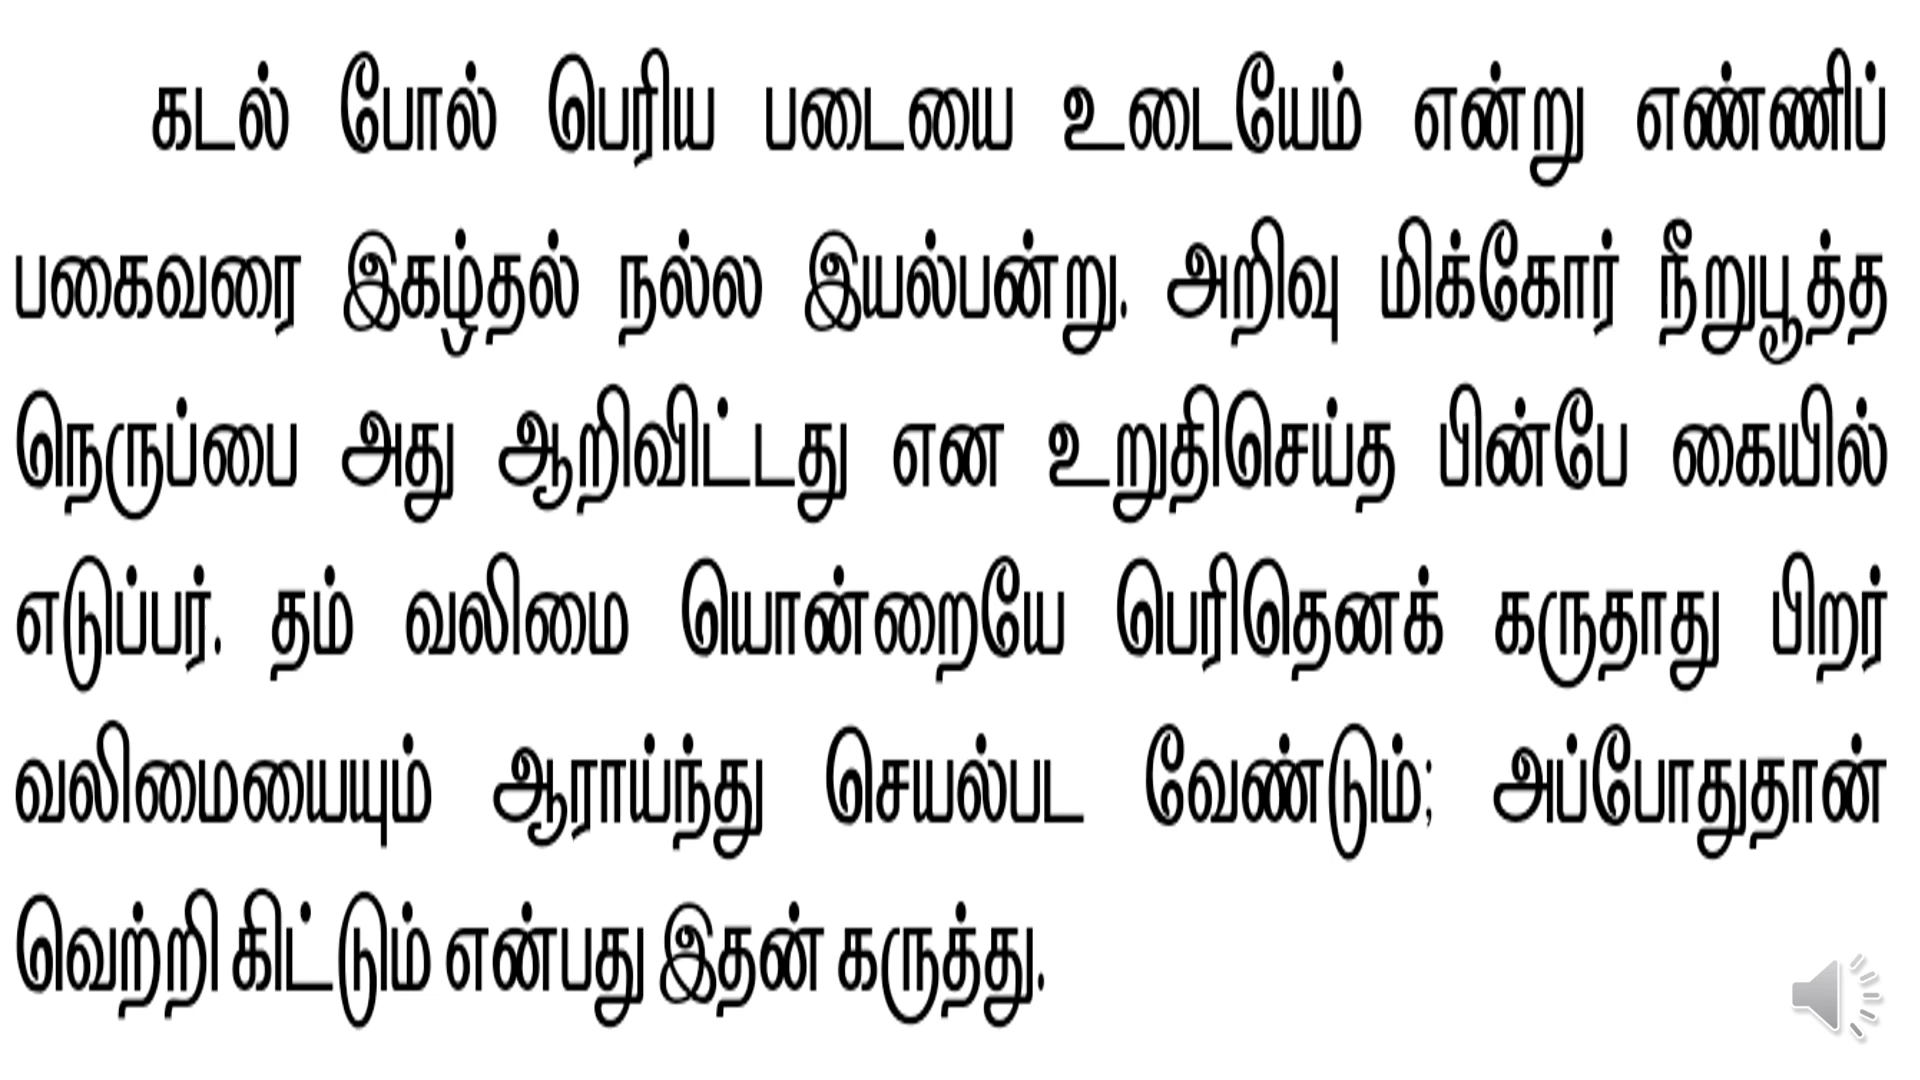 கடல் போல் பெரிய படையை உடையேம் என்று எண்ணிப்
பகைவரை இகழ்தல் நல்ல இயல்பன்று. அறிவு மிக்கோர் நீறுபூத்த
நெருப்பை அது ஆறிவிட்டது என உறுதிசெய்த பின்பே கையில்
எடுப்பர். தம் வலிமை யொன்றையே பெரிதெனக் கருதாது பிறர்
வலிமையையும் ஆராய்ந்து செயல்பட வேண்டும்; அப்போதுதான்
வெற்றி கிட்டும் என்பது இதன் கருத்து.